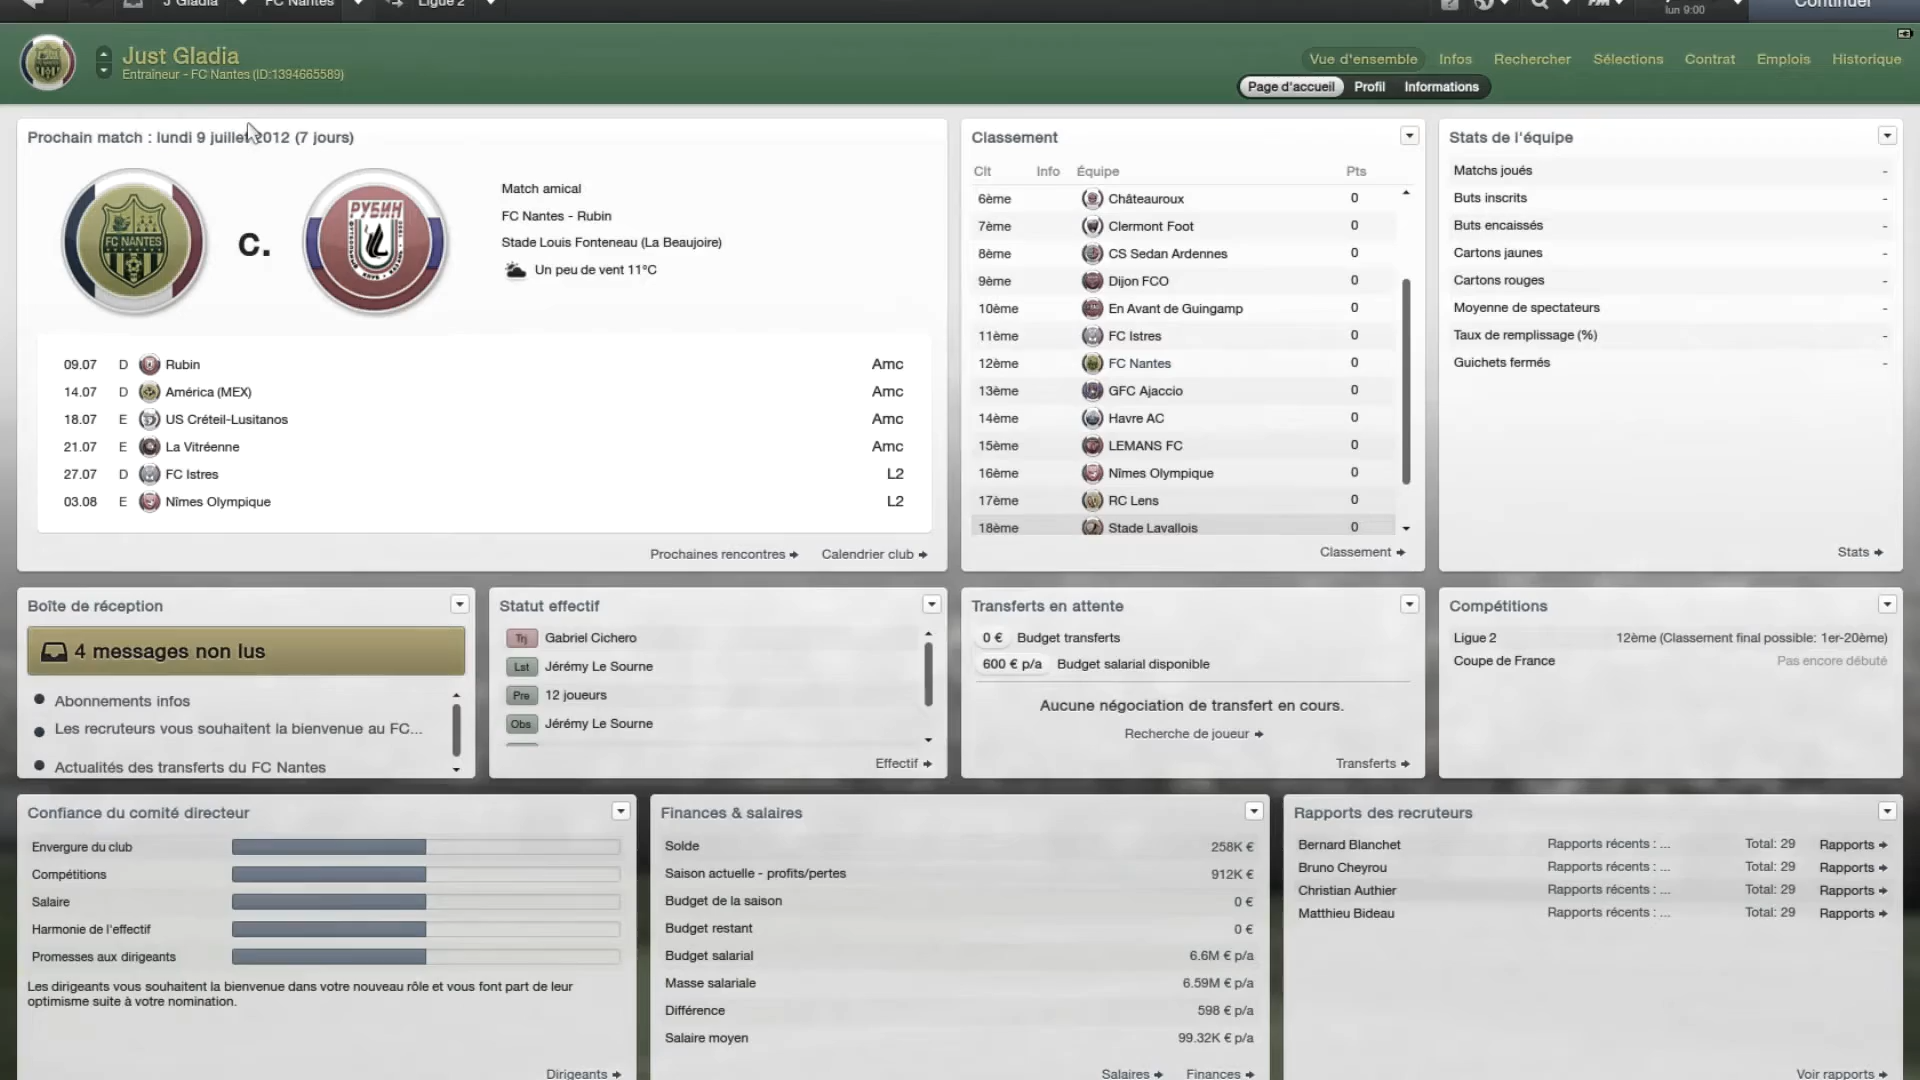 J Gladia
FC Nantes
Ligue 2
lun 9:00
Continuer
Just Gladia
Entraîneur - FC Nantes (ID:1394665589)
Vue d'ensemble
Infos
Rechercher
Sélections
Contrat
Emplois
Historique
Page d'accueil
Profil
Informations
Prochain match : lundi 9 juillet 2012 (7 jours)
FC NANTES
c.
РУБИН
Match amical
FC Nantes - Rubin
Stade Louis Fonteneau (La Beaujoire)
Un peu de vent 11°C
09.07 D Rubin Amc
14.07 D América (MEX) Amc
18.07 E US Créteil-Lusitanos Amc
21.07 E La Vitréenne Amc
27.07 D FC Istres L2
03.08 E Nîmes Olympique L2
Prochaines rencontres
Calendrier club
Classement
Clt Info Équipe Pts
6ème Châteauroux 0
7ème Clermont Foot 0
8ème CS Sedan Ardennes 0
9ème Dijon FCO 0
10ème En Avant de Guingamp 0
11ème FC Istres 0
12ème FC Nantes 0
13ème GFC Ajaccio 0
14ème Havre AC 0
15ème LEMANS FC 0
16ème Nîmes Olympique 0
17ème RC Lens 0
18ème Stade Lavallois 0
Classement
Stats de l'équipe
Matchs joués -
Buts inscrits -
Buts encaissés -
Cartons jaunes -
Cartons rouges -
Moyenne de spectateurs -
Taux de remplissage (%) -
Guichets fermés -
Stats
Boîte de réception
4 messages non lus
Abonnements infos
Les recruteurs vous souhaitent la bienvenue au FC...
Actualités des transferts du FC Nantes
Statut effectif
Trj Gabriel Cichero
Lst Jérémy Le Sourne
Pre 12 joueurs
Obs Jérémy Le Sourne
Effectif
Transferts en attente
0 € Budget transferts
600 € p/a Budget salarial disponible
Aucune négociation de transfert en cours.
Recherche de joueur
Transferts
Compétitions
Ligue 2 12ème (Classement final possible: 1er-20ème)
Coupe de France Pas encore débuté
Confiance du comité directeur
Envergure du club
Compétitions
Salaire
Harmonie de l'effectif
Promesses aux dirigeants
Les dirigeants vous souhaitent la bienvenue dans votre nouveau rôle et vous font part de leur
optimisme suite à votre nomination.
Dirigeants
Finances & salaires
Solde 258K €
Saison actuelle - profits/pertes 912K €
Budget de la saison 0 €
Budget restant 0 €
Budget salarial 6.6M € p/a
Masse salariale 6.59M € p/a
Différence 598 € p/a
Salaire moyen 99.32K € p/a
Salaires
Finances
Rapports des recruteurs
Bernard Blanchet Rapports récents : ... Total: 29 Rapports
Bruno Cheyrou Rapports récents : ... Total: 29 Rapports
Christian Authier Rapports récents : ... Total: 29 Rapports
Matthieu Bideau Rapports récents : ... Total: 29 Rapports
Voir rapports